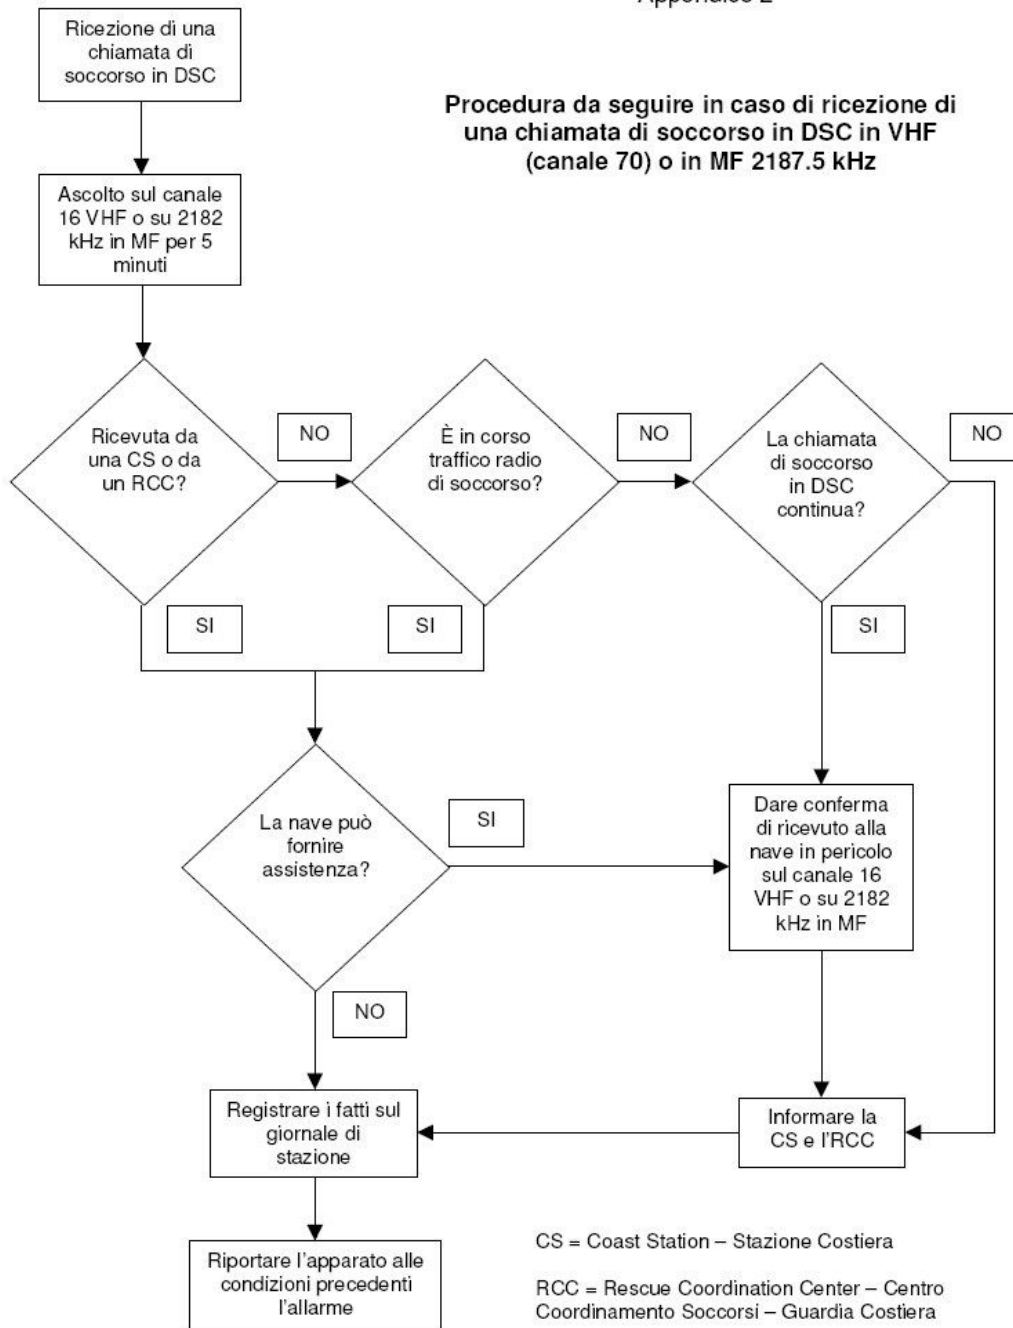 Appendice 2
Ricezione di una
chiamata di
soccorso in DSC
Procedura da seguire in caso di ricezione di
una chiamata di soccorso in DSC in VHF
(canale 70) o in MF 2187.5 kHz
Ascolto sul canale
16 VHF o su 2182
kHz in MF per 5
minuti
Ricevuta da
una CS o da
un RCC?
NO
È in corso
traffico radio
di soccorso?
NO
La chiamata
di soccorso
in DSC
continua?
NO
SI
SI
SI
La nave può
fornire
assistenza?
SI
Dare conferma
di ricevuto alla
nave in pericolo
sul canale 16
VHF o su 2182
kHz in MF
NO
Registrare i fatti sul
giornale di
stazione
Informare la
CS e l'RCC
Riportare l'apparato alle
condizioni precedenti
l'allarme
CS = Coast Station – Stazione Costiera
RCC = Rescue Coordination Center – Centro
Coordinamento Soccorsi – Guardia Costiera